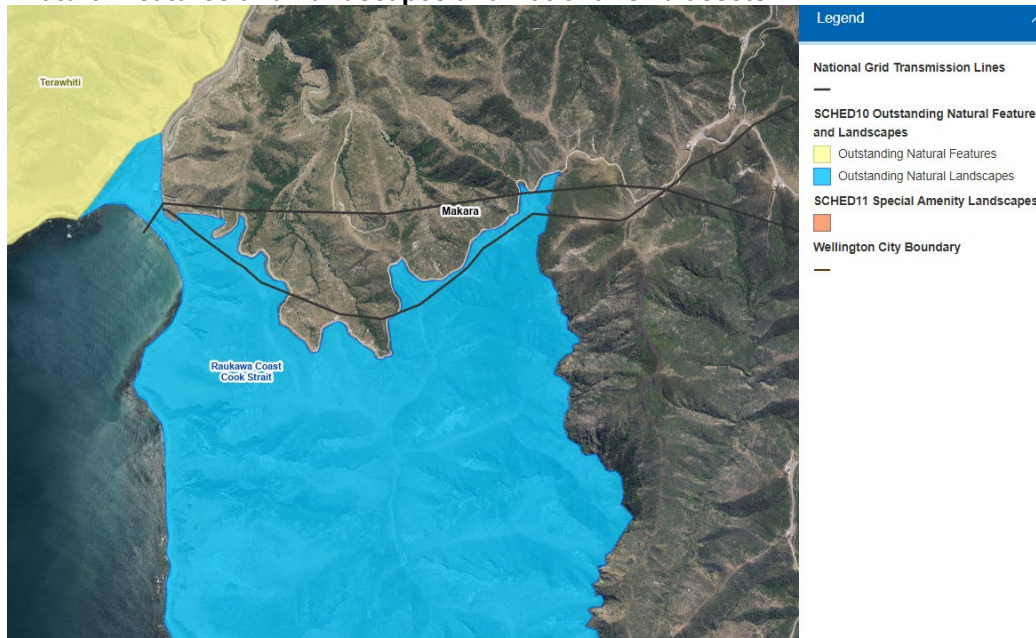 Terawhiti
Makara
Raukawa Coast
Cook Strait
Legend
National Grid Transmission Lines
SCHED10 Outstanding Natural Feature
and Landscapes
Outstanding Natural Features
Outstanding Natural Landscapes
SCHED11 Special Amenity Landscapes
Wellington City Boundary